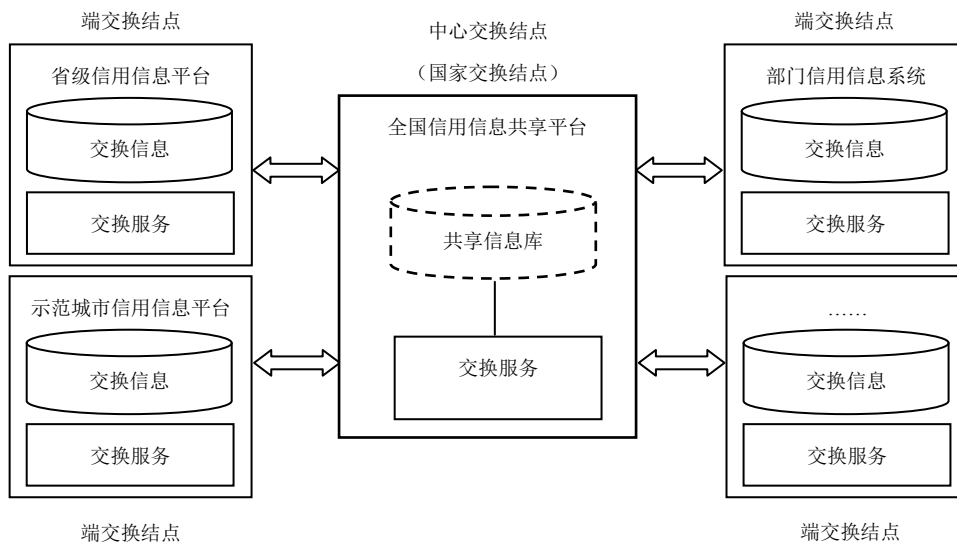 端交换结点
省级信用信息平台
交换信息
交换服务
示范城市信用信息平台
交换信息
交换服务
端交换结点
中心交换结点
（国家交换结点）
全国信用信息共享平台
共享信息库
交换服务
端交换结点
部门信用信息系统
交换信息
交换服务
……
交换信息
交换服务
端交换结点